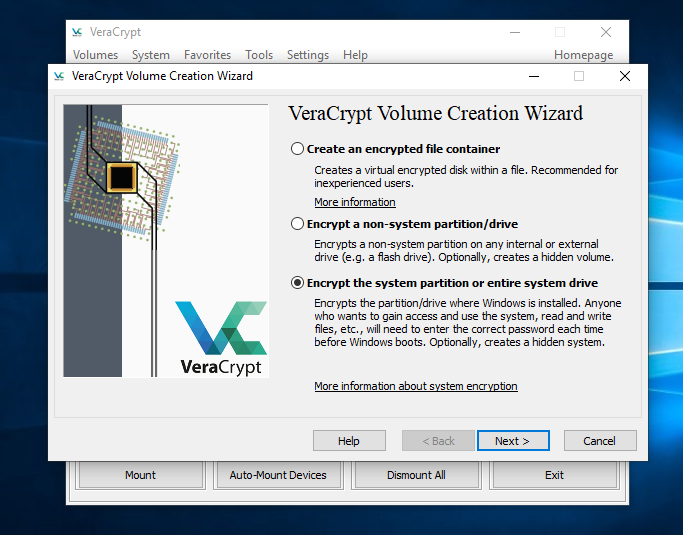 VeraCrypt
Volumes System Favorites Tools Settings Help Homepage
VC VeraCrypt Volume Creation Wizard
VeraCrypt Volume Creation Wizard
Create an encrypted file container
Creates a virtual encrypted disk within a file. Recommended for
inexperienced users.
More information
Encrypt a non-system partition/drive
Encrypts a non-system partition on any internal or external
drive (e.g. a flash drive). Optionally, creates a hidden volume.
Encrypt the system partition or entire system drive
Encrypts the partition/drive where Windows is installed. Anyone
who wants to gain access and use the system, read and write
files, etc., will need to enter the correct password each time
before Windows boots. Optionally, creates a hidden system.
More information about system encryption
VC
VeraCrypt
Help < Back Next > Cancel
Mount Auto-Mount Devices Dismount All Exit